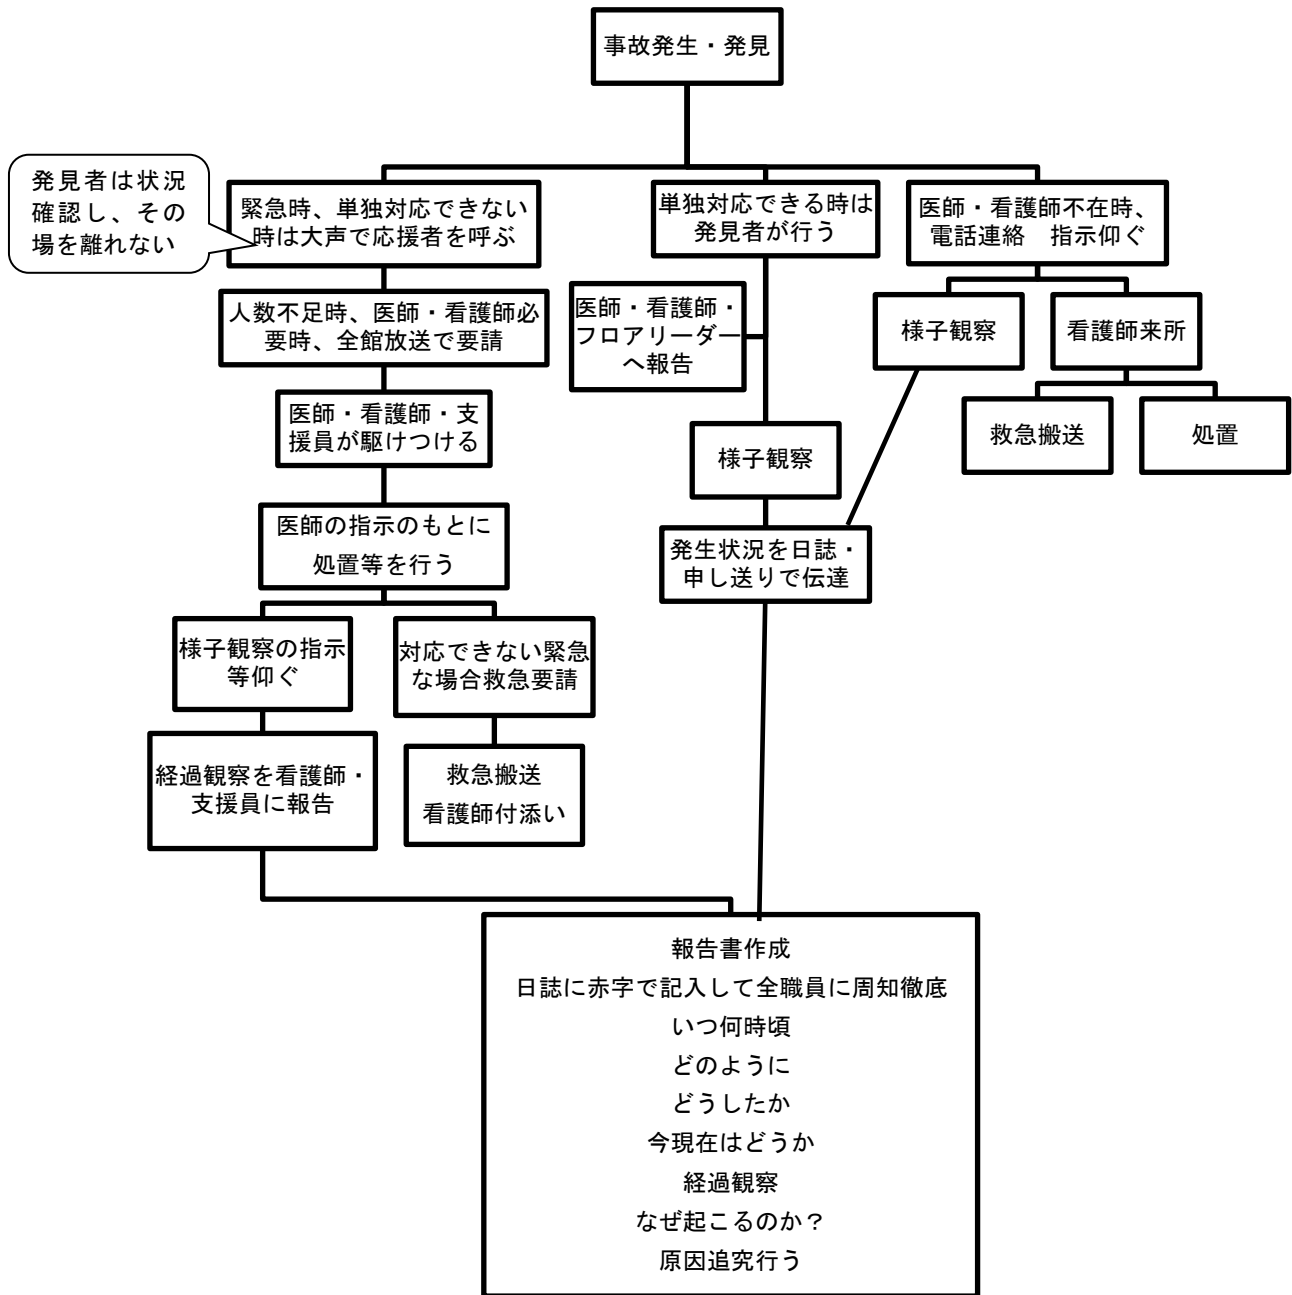 事故発生・発見
発見者は状況
確認し、その
場を離れない
緊急時、単独対応できない
時は大声で応援者を呼ぶ
単独対応できる時は
発見者が行う
医師・看護師不在時、
電話連絡　指示仰ぐ
人数不足時、医師・看護師必
要時、全館放送で要請
医師・看護師・
フロアリーダー
へ報告
様子観察
看護師来所
医師・看護師・支
援員が駆けつける
様子観察
救急搬送
処置
医師の指示のもとに
処置等を行う
発生状況を日誌・
申し送りで伝達
様子観察の指示
等仰ぐ
対応できない緊急
な場合救急要請
経過観察を看護師・
支援員に報告
救急搬送
看護師付添い
報告書作成
日誌に赤字で記入して全職員に周知徹底
いつ何時頃
どのように
どうしたか
今現在はどうか
経過観察
なぜ起こるのか？
原因追究行う